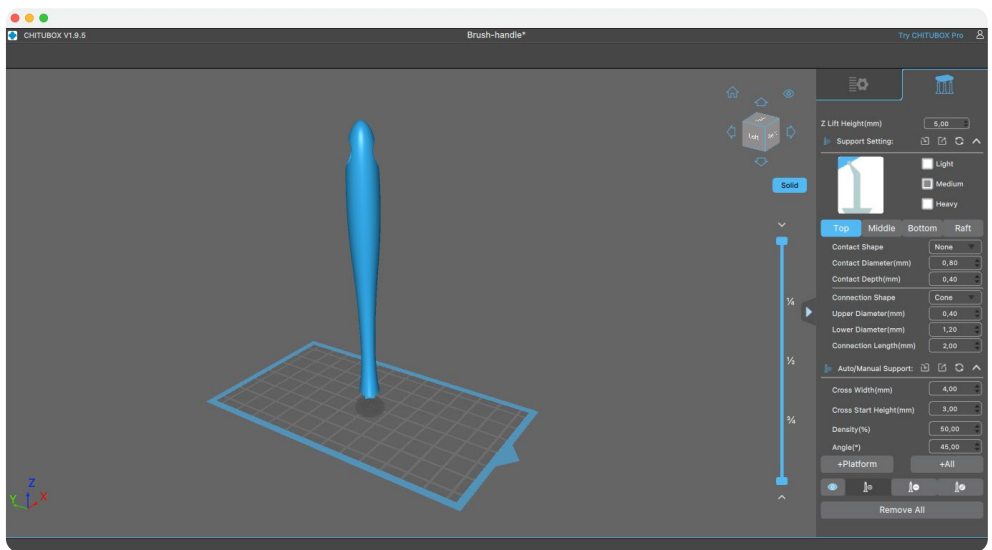 CHITUBOX V1.9.5
Brush-handle*
Try CHITUBOX Pro
Z Lift Height(mm) 5,00
Support Setting:
Light
Medium
Heavy
Top Middle Bottom Raft
Contact Shape None
Contact Diameter(mm) 0,80
Contact Depth(mm) 0,40
Connection Shape Cone
Upper Diameter(mm) 0,40
Lower Diameter(mm) 1,20
Connection Length(mm) 2,00
Auto/Manual Support:
Cross Width(mm) 4,00
Cross Start Height(mm) 3,00
Density(%) 50,00
Angle(°) 45,00
+Platform +All
Remove All
Left
Solid
¼
½
¾
Z
Y X